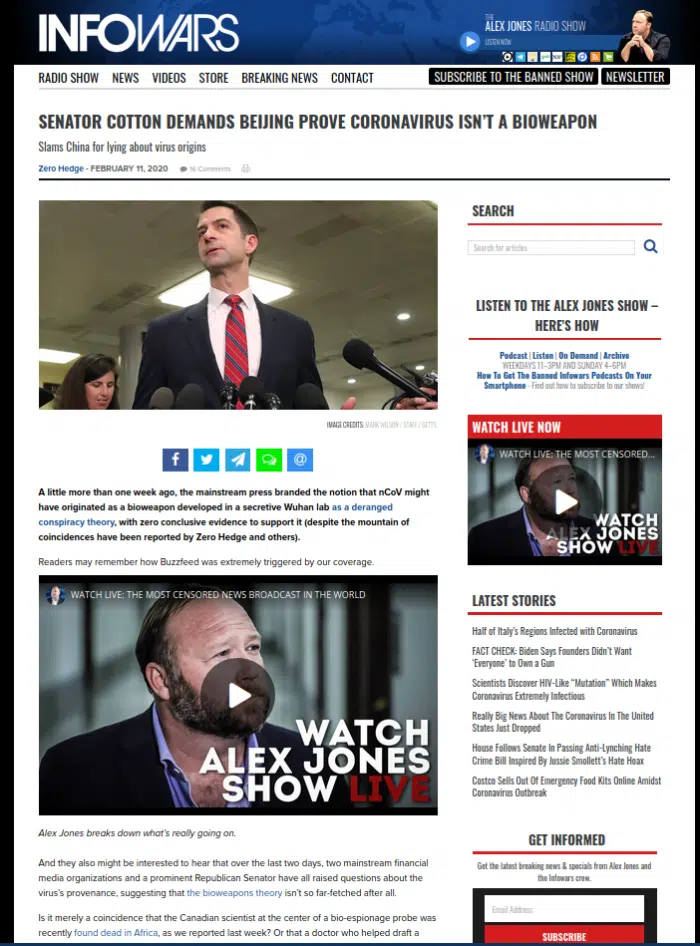 INFOWARS
THE
ALEX JONES RADIO SHOW
LISTEN NOW
RADIO SHOW NEWS VIDEOS STORE BREAKING NEWS CONTACT
SUBSCRIBE TO THE BANNED SHOW NEWSLETTER
SENATOR COTTON DEMANDS BEIJING PROVE CORONAVIRUS ISN'T A BIOWEAPON
Slams China for lying about virus origins
Zero Hedge - FEBRUARY 11, 2020 16 Comments
IMAGE CREDITS: MARK WILSON / STAFF / GETTY.
A little more than one week ago, the mainstream press branded the notion that nCoV might
have originated as a bioweapon developed in a secretive Wuhan lab as a deranged
conspiracy theory, with zero conclusive evidence to support it (despite the mountain of
coincidences have been reported by Zero Hedge and others).
Readers may remember how Buzzfeed was extremely triggered by our coverage.
WATCH LIVE: THE MOST CENSORED NEWS BROADCAST IN THE WORLD
WATCH
ALEX JONES
SHOW LIVE
Alex Jones breaks down what's really going on.
And they also might be interested to hear that over the last two days, two mainstream financial
media organizations and a prominent Republican Senator have all raised questions about the
virus's provenance, suggesting that the bioweapons theory isn't so far-fetched after all.
Is it merely a coincidence that the Canadian scientist at the center of a bio-espionage probe was
recently found dead in Africa, as we reported last week? Or that a doctor who helped draft a
SEARCH
Search for articles
LISTEN TO THE ALEX JONES SHOW –
HERE'S HOW
Podcast | Listen | On Demand | Archive
WEEKDAYS 11–3PM AND SUNDAY 4–6PM
How To Get The Banned Infowars Podcasts On Your
Smartphone - Find out how to subscribe to our shows!
WATCH LIVE NOW
WATCH LIVE: THE MOST CENSORED...
WATCH
ALEX JONES
SHOW LIVE
LATEST STORIES
Half of Italy's Regions Infected with Coronavirus
FACT CHECK: Biden Says Founders Didn't Want
'Everyone' to Own a Gun
Scientists Discover HIV-Like "Mutation" Which Makes
Coronavirus Extremely Infectious
Really Big News About The Coronavirus In The United
States Just Dropped
House Follows Senate In Passing Anti-Lynching Hate
Crime Bill Inspired By Jussie Smollett's Hate Hoax
Costco Sells Out Of Emergency Food Kits Online Amidst
Coronavirus Outbreak
GET INFORMED
Get the latest breaking news & specials from Alex Jones and
the Infowars crew.
Email Address
SUBSCRIBE